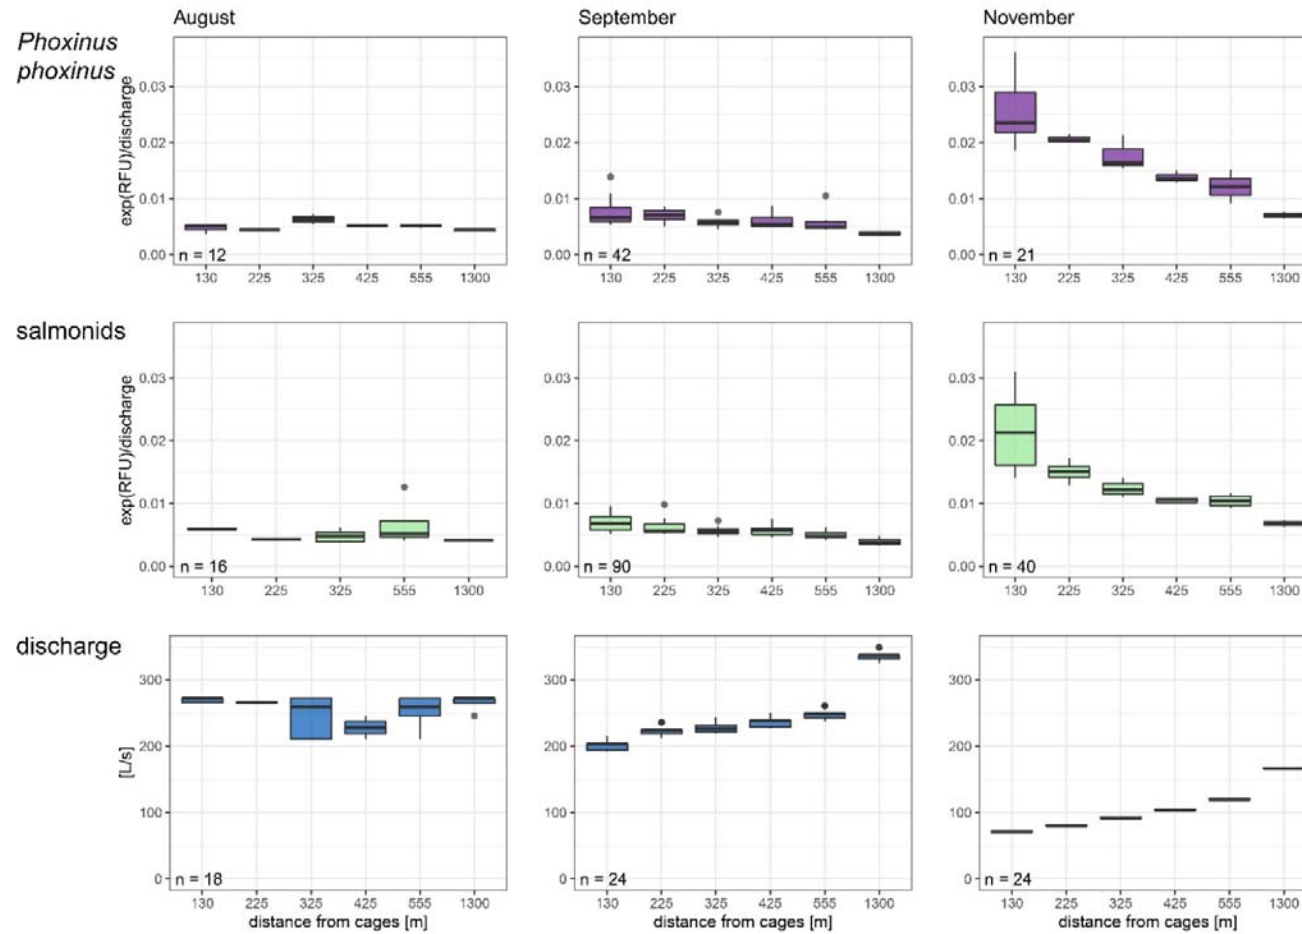 August
September
November
Phoxinus
phoxinus
exp(RFU)/discharge
0.03
0.02
0.01
0.00
n = 12
130 225 325 425 555 1300
0.03
0.02
0.01
0.00
n = 42
130 225 325 425 555 1300
0.03
0.02
0.01
0.00
n = 21
130 225 325 425 555 1300
salmonids
exp(RFU)/discharge
0.03
0.02
0.01
0.00
n = 16
130 225 325 555 1300
0.03
0.02
0.01
0.00
n = 90
130 225 325 425 555 1300
0.03
0.02
0.01
0.00
n = 40
130 225 325 425 555 1300
discharge
[L/s]
300
200
100
0
n = 18
130 225 325 425 555 1300
distance from cages [m]
300
200
100
0
n = 24
130 225 325 425 555 1300
distance from cages [m]
300
200
100
0
n = 24
130 225 325 425 555 1300
distance from cages [m]